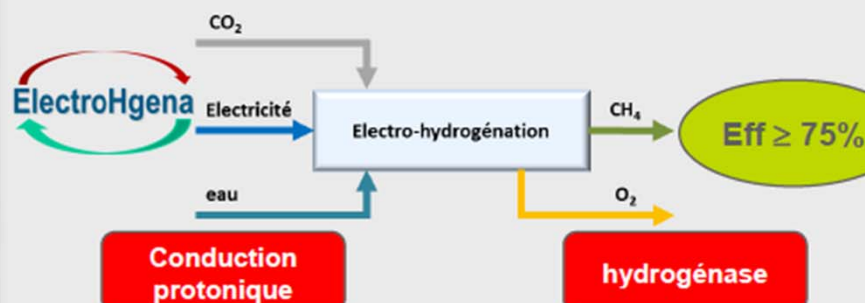 CO₂
ElectroHgena
Electricité
Electro-hydrogénation
CH₄
Eff ≥ 75%
eau
O₂
Conduction
protonique
hydrogénase